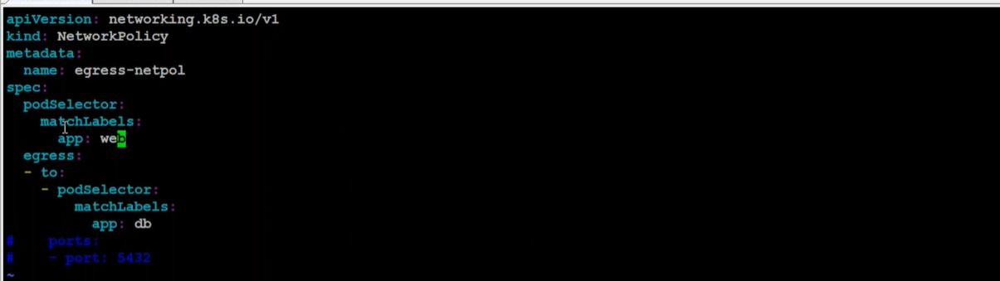 apiVersion: networking.k8s.io/v1
kind: NetworkPolicy
metadata:
  name: egress-netpol
spec:
  podSelector:
    matchLabels:
      app: web
  egress:
  - to:
    - podSelector:
        matchLabels:
          app: db
#    ports:
#    - port: 5432
~